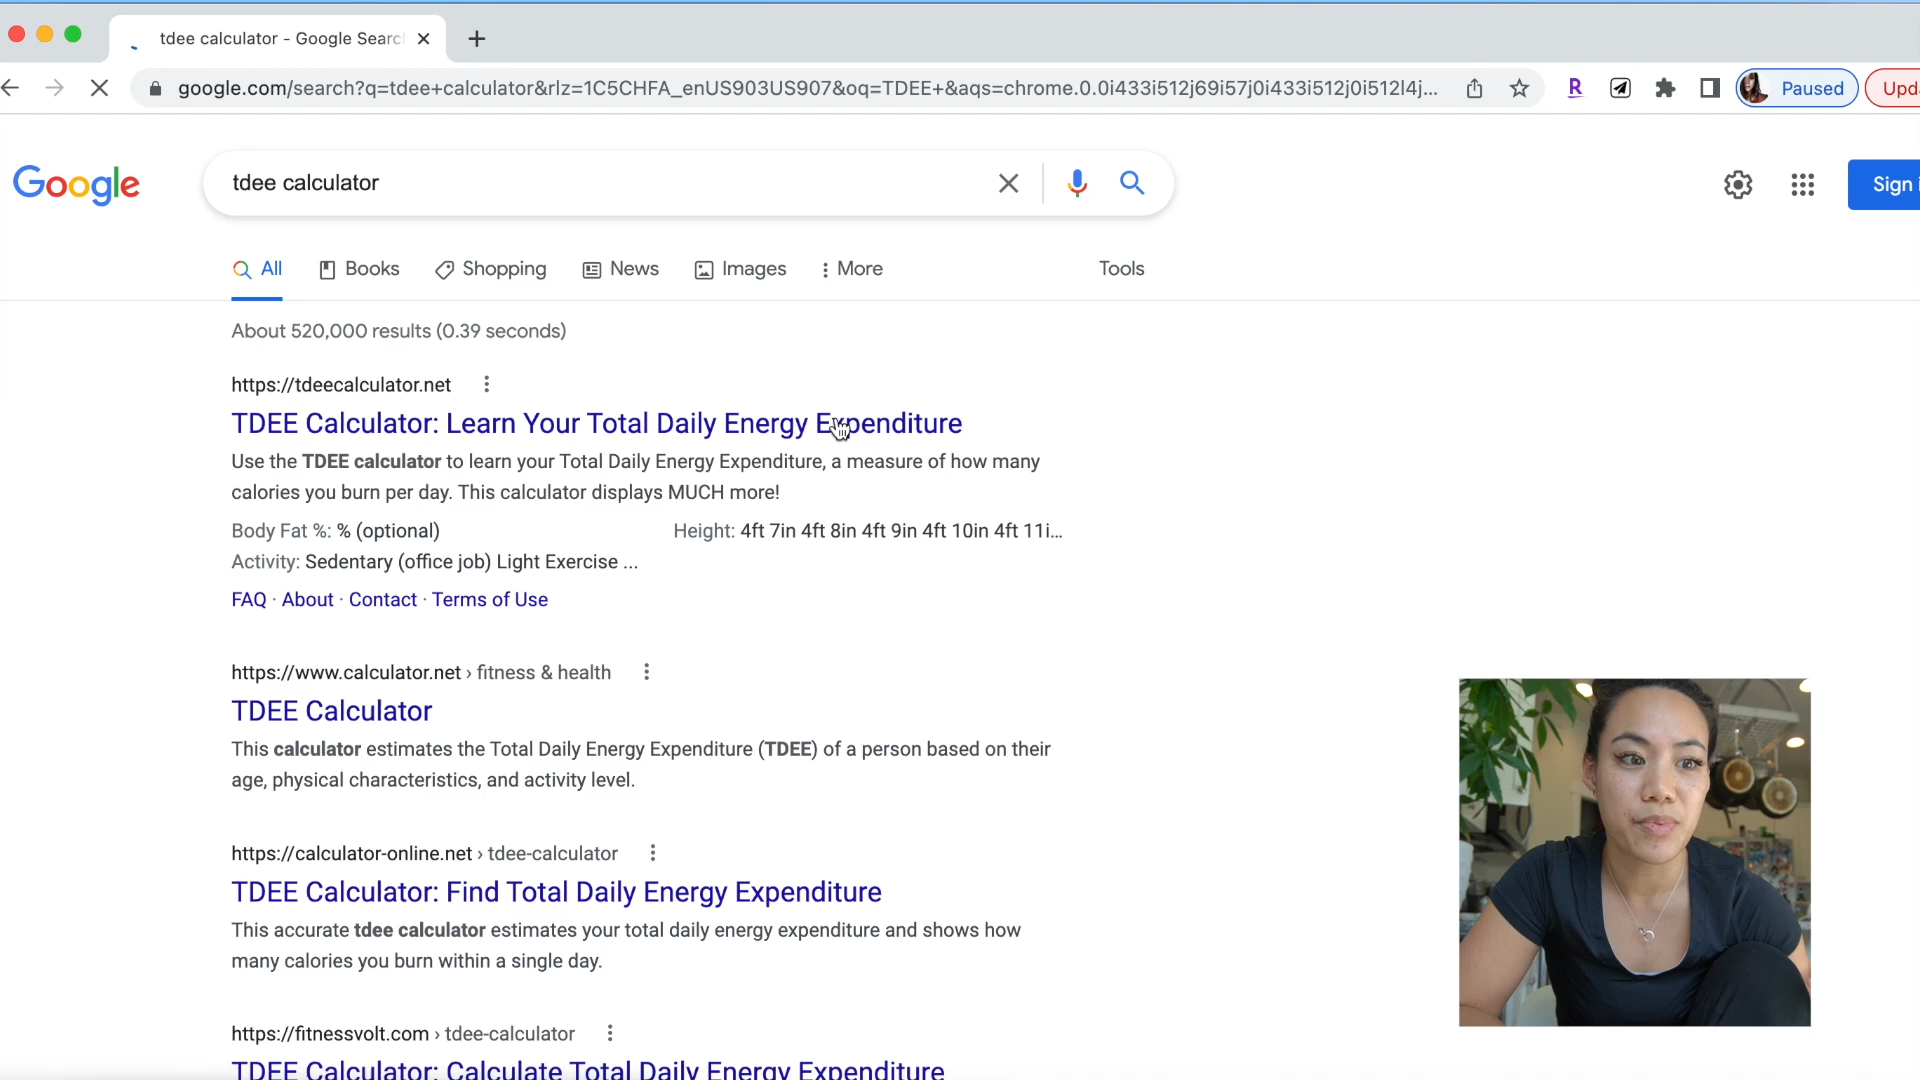 tdee calculator - Google Searc
google.com/search?q=tdee+calculator&rlz=1C5CHFA_enUS903US907&oq=TDEE+&aqs=chrome.0.0i433i512j69i57j0i433i512j0i512l4j...
R
Paused
Upd
Google
tdee calculator
Sign i
All
Books
Shopping
News
Images
More
Tools
About 520,000 results (0.39 seconds)
https://tdeecalculator.net
TDEE Calculator: Learn Your Total Daily Energy Expenditure
Use the TDEE calculator to learn your Total Daily Energy Expenditure, a measure of how many
calories you burn per day. This calculator displays MUCH more!
Body Fat %: % (optional)
Height: 4ft 7in 4ft 8in 4ft 9in 4ft 10in 4ft 11i...
Activity: Sedentary (office job) Light Exercise ...
FAQ · About · Contact · Terms of Use
https://www.calculator.net › fitness & health
TDEE Calculator
This calculator estimates the Total Daily Energy Expenditure (TDEE) of a person based on their
age, physical characteristics, and activity level.
https://calculator-online.net › tdee-calculator
TDEE Calculator: Find Total Daily Energy Expenditure
This accurate tdee calculator estimates your total daily energy expenditure and shows how
many calories you burn within a single day.
https://fitnessvolt.com › tdee-calculator
TDEE Calculator: Calculate Total Daily Energy Expenditure